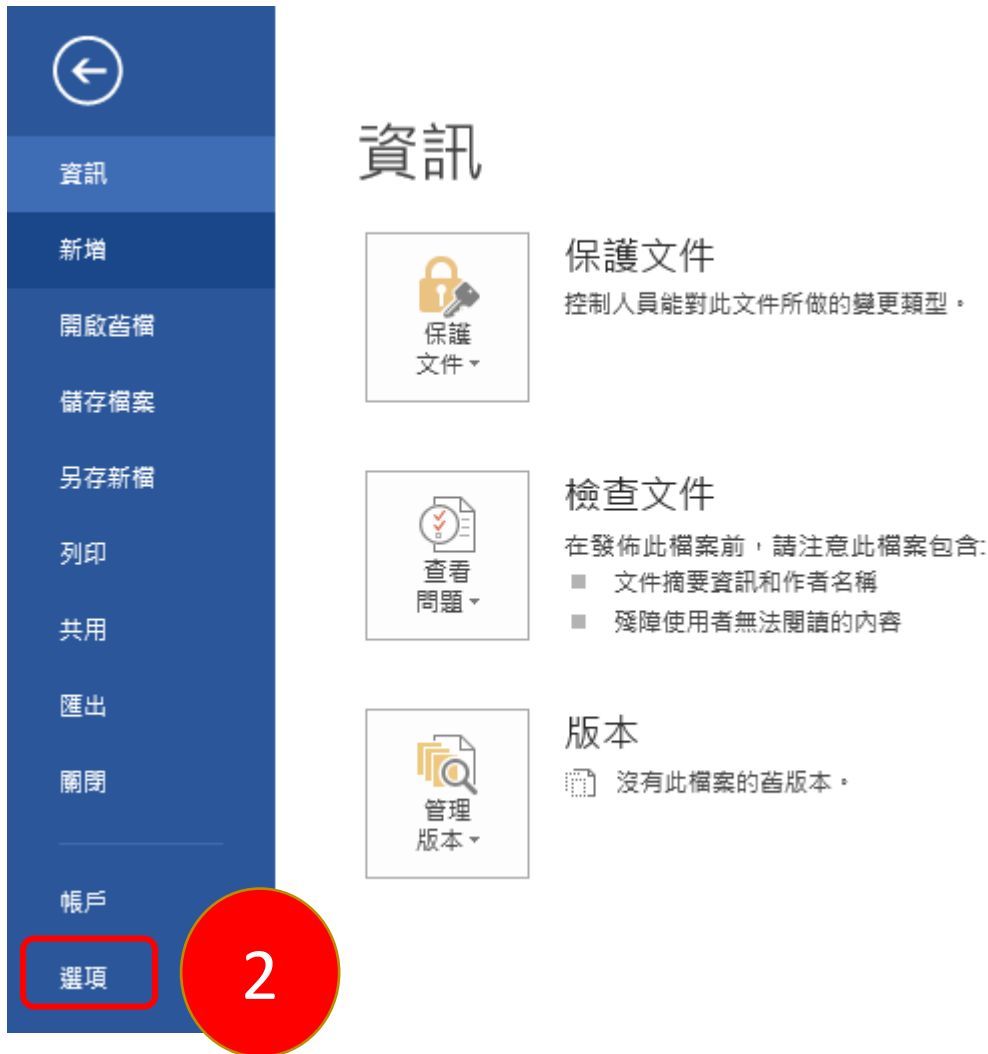 資訊
新增
開啟舊檔
儲存檔案
另存新檔
列印
共用
匯出
關閉
帳戶
選項
2
資訊
保護
文件
保護文件
控制人員能對此文件所做的變更類型。
查看
問題
檢查文件
在發佈此檔案前，請注意此檔案包含:
文件摘要資訊和作者名稱
殘障使用者無法閱讀的內容
管理
版本
版本
沒有此檔案的舊版本。